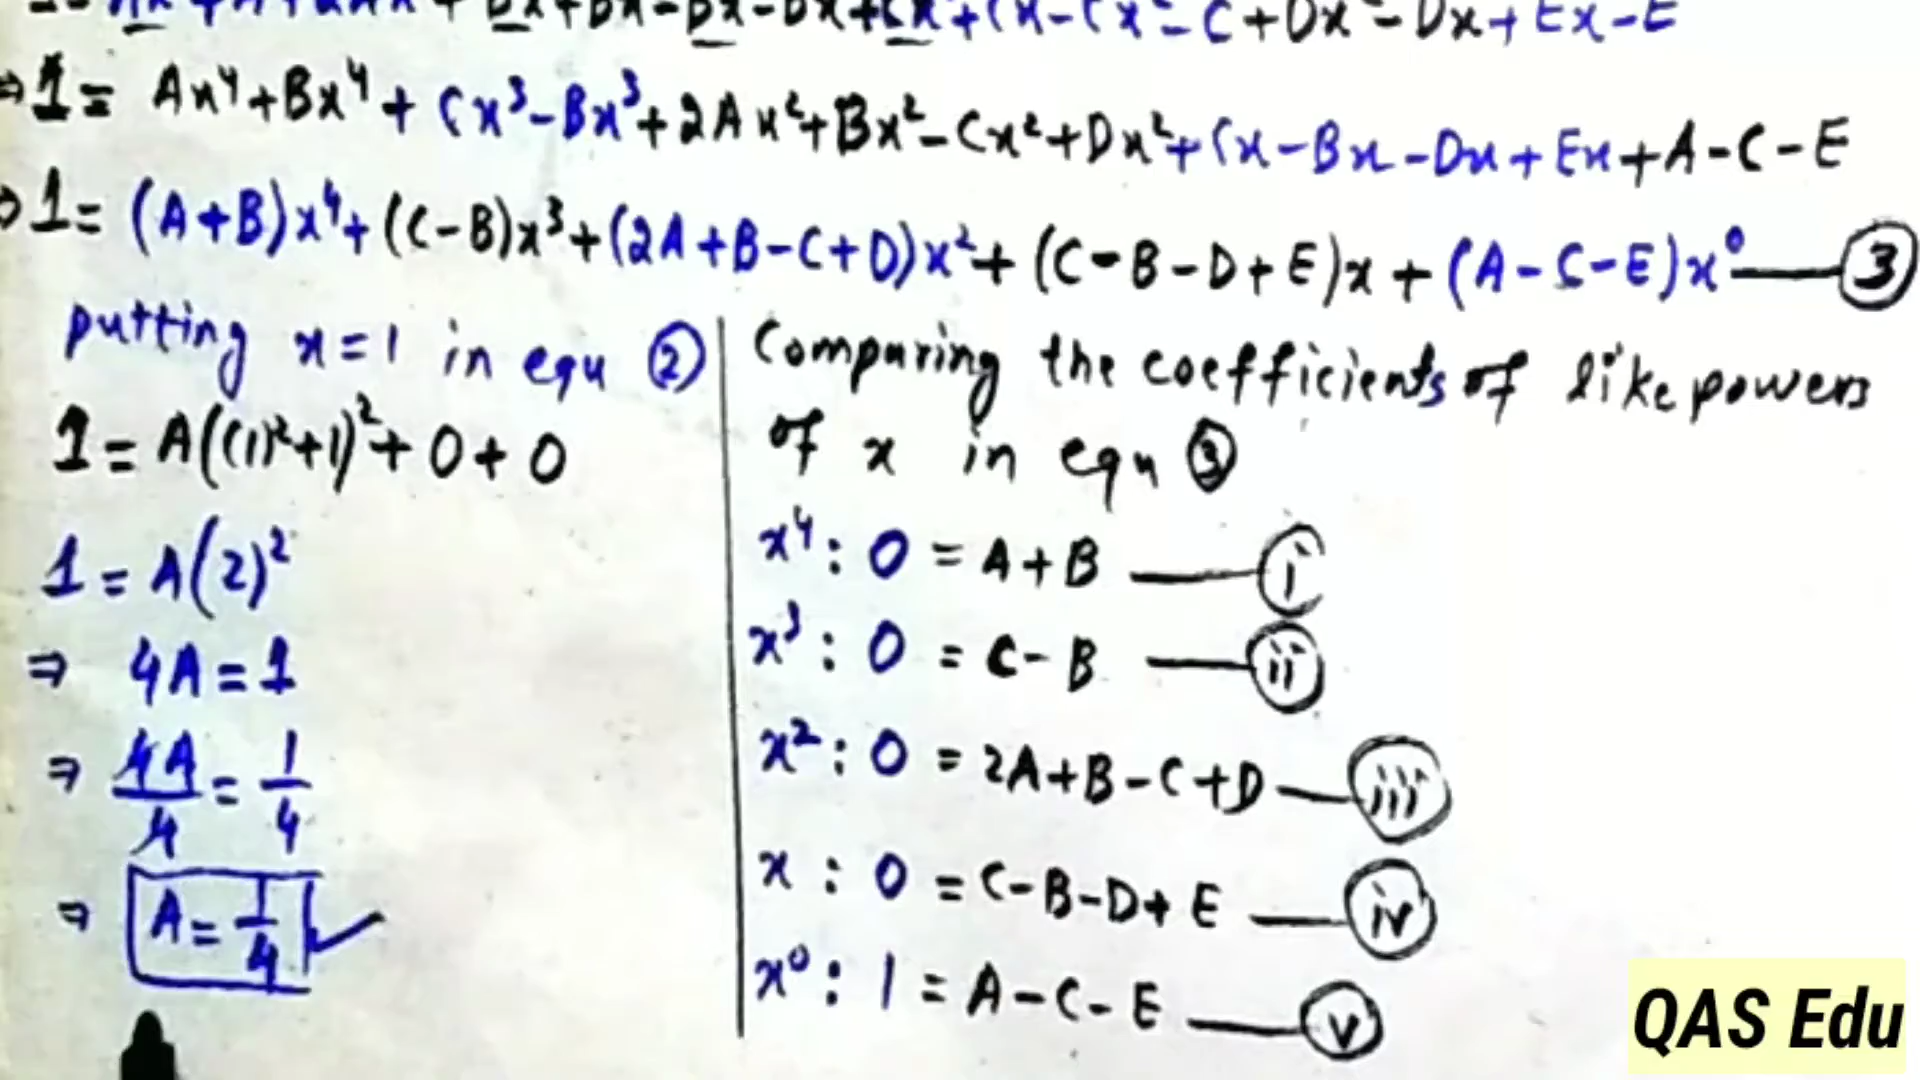 ⇒ 1 = Ax⁴+Bx⁴ + Cx³-Bx³+2Ax²+Bx²-Cx²+Dx²+Cx-Bx-Dx+Ex+A-C-E
⇒ 1 = (A+B)x⁴+(C-B)x³+(2A+B-C+D)x²+(C-B-D+E)x+(A-C-E)x⁰ — ③
putting x=1 in equ ②
1 = A((1)²+1)²+0+0
1 = A(2)²
⇒ 4A = 1
⇒ 4A/4 = 1/4
⇒ A = 1/4 ✓
Comparing the coefficients of like powers
of x in equ ③
x⁴ : 0 = A+B — (i)
x³ : 0 = C-B — (ii)
x² : 0 = 2A+B-C+D — (iii)
x : 0 = C-B-D+E — (iv)
x⁰ : 1 = A-C-E — (v)
QAS Edu